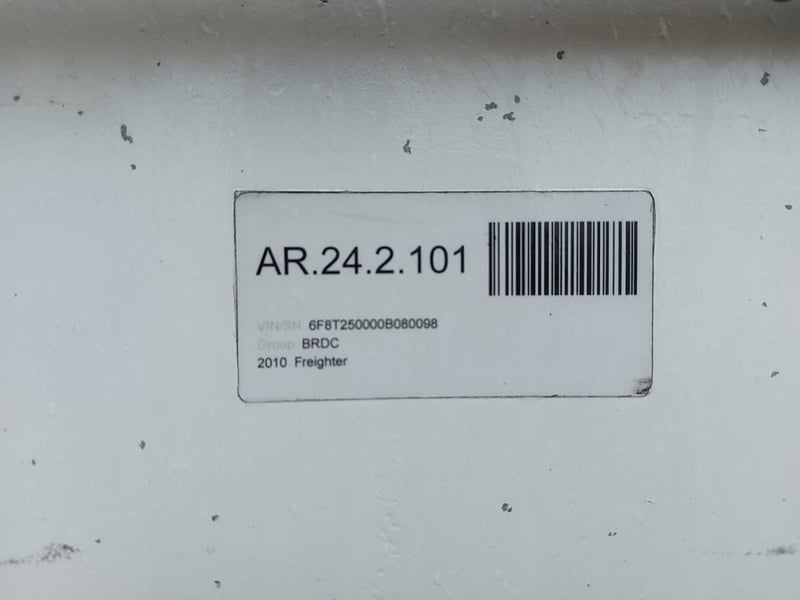 AR.24.2.101
VIN/SN 6F8T250000B080098
Group BRDC
2010 Freighter